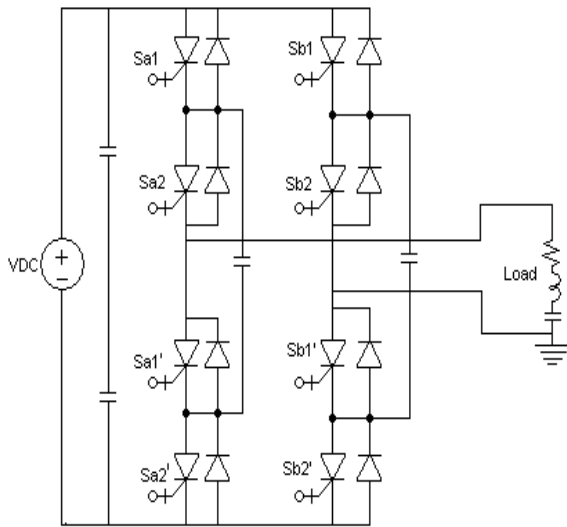 Sa1
Sb1
Sa2
Sb2
VDC
+
−
Load
Sa1'
Sb1'
Sa2'
Sb2'